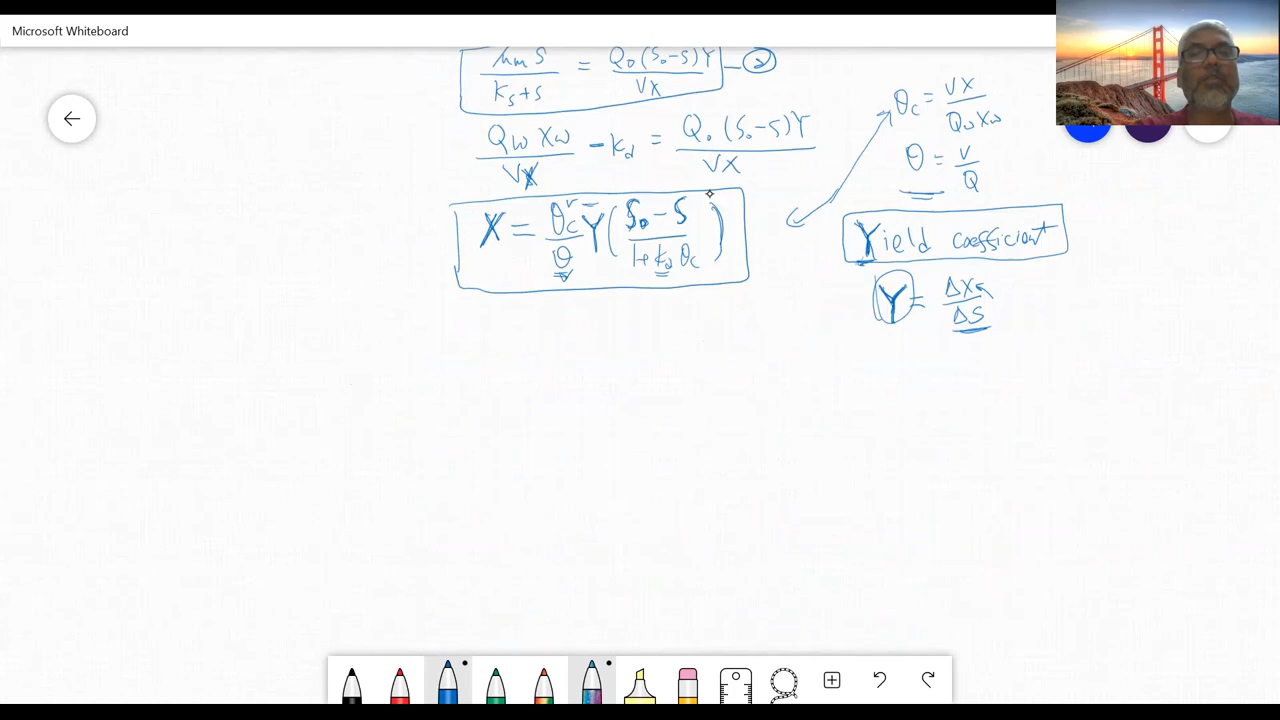 Microsoft Whiteboard
μm S / Ks + S = Q0 (S0 - S) Y / VX — ②
Qw Xw / VX - kd = Q0 (S0 - S) Y / VX
X = θc / θ Y ( S0 - S / 1 + kd θc )
θc = VX / Qw Xw
θ = V / Q
Yield coefficient
Y = ΔX / ΔS